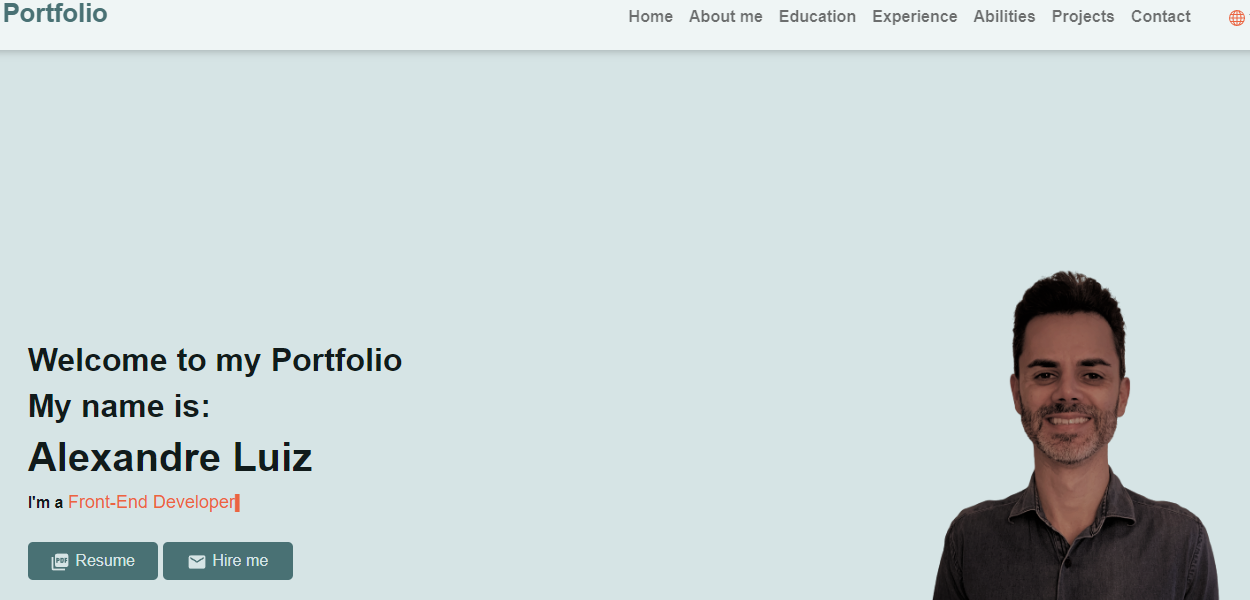 Portfolio
Home About me Education Experience Abilities Projects Contact
Welcome to my Portfolio
My name is:
Alexandre Luiz
I'm a Front-End Developer
PDF Resume Hire me